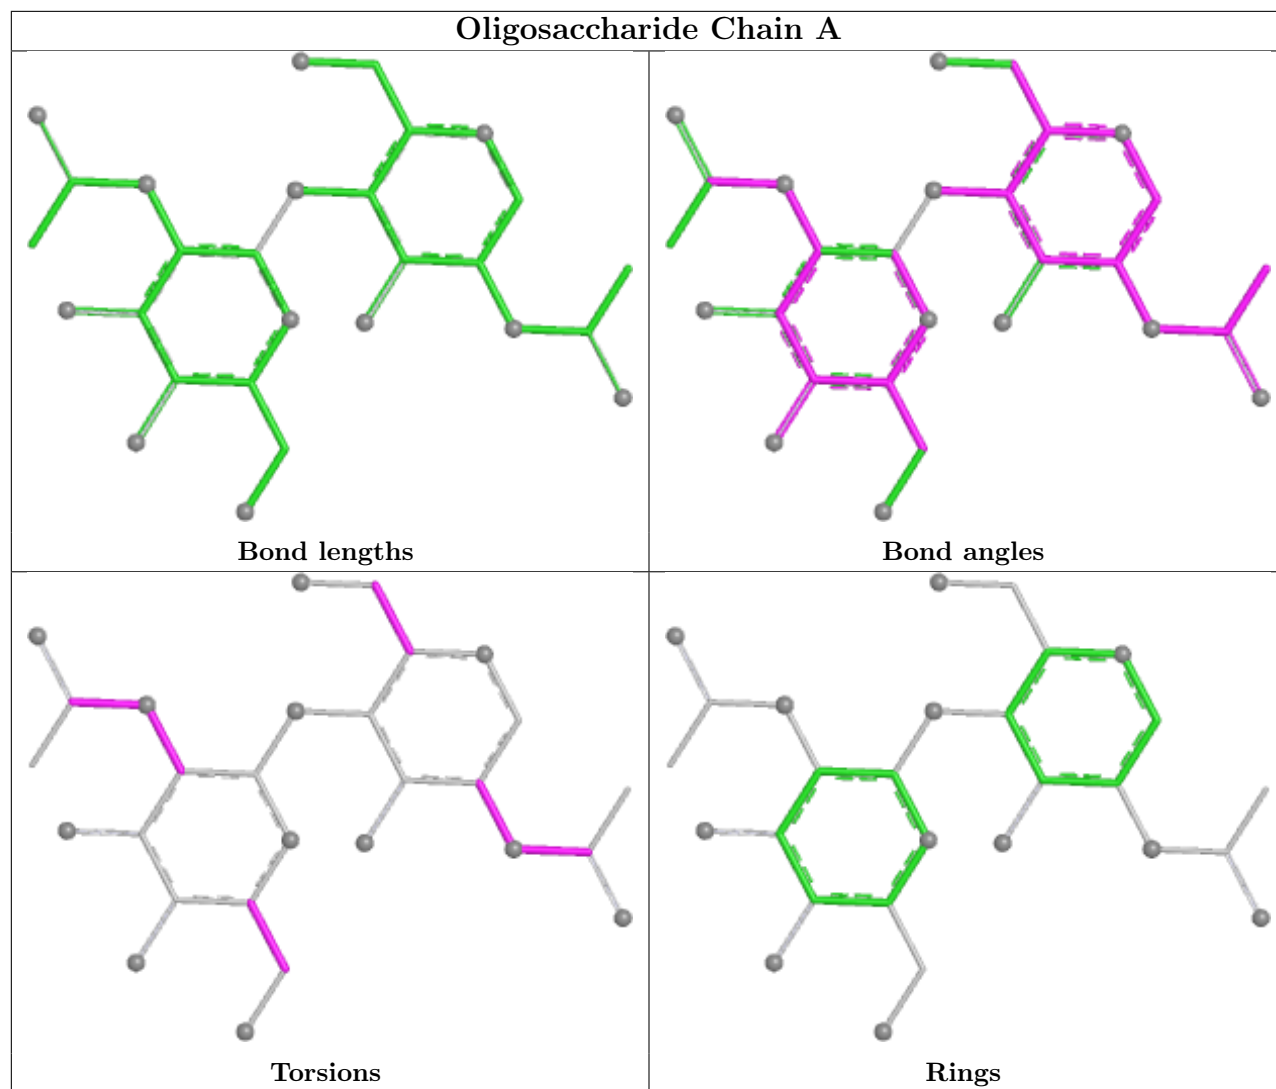 Oligosaccharide Chain A
Bond lengths
Bond angles
Torsions
Rings